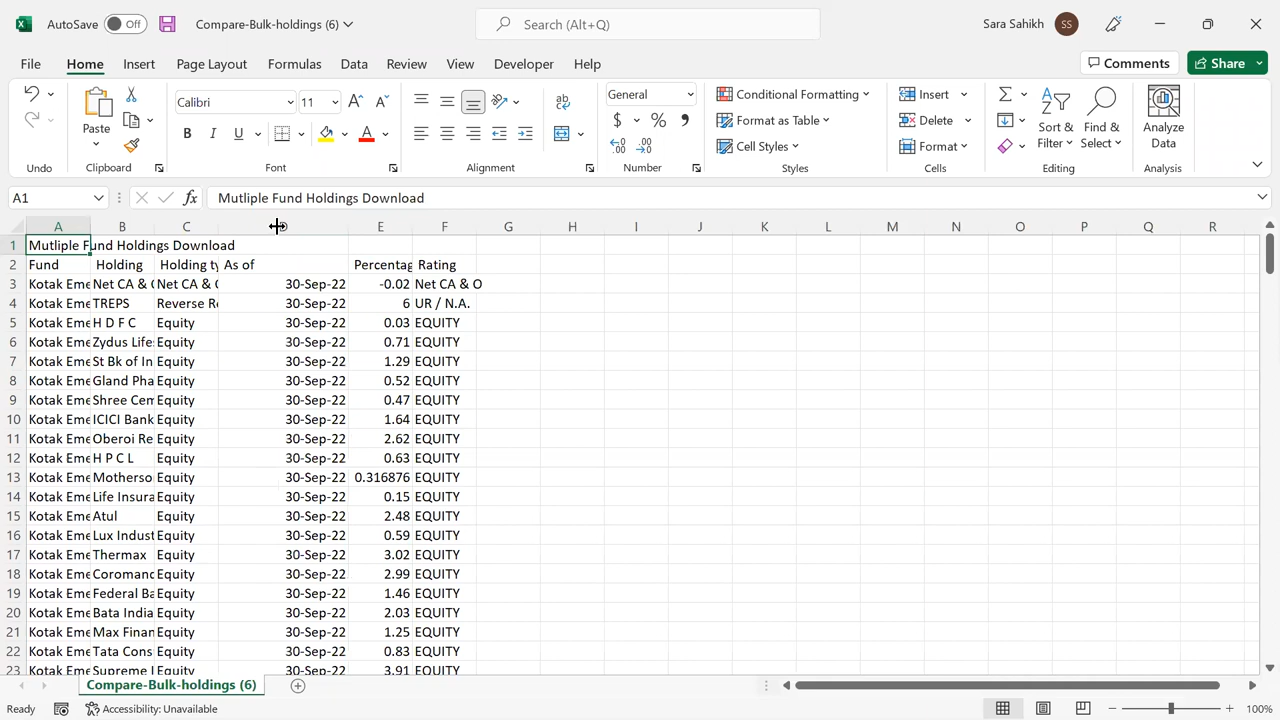 AutoSave Off Compare-Bulk-holdings (6) Search (Alt+Q) Sara Sahikh SS
File Home Insert Page Layout Formulas Data Review View Developer Help Comments Share
Calibri 11 General Conditional Formatting Insert
Paste B I U A $ % Format as Table Delete Sort & Find & Analyze
Cell Styles Format Filter Select Data
Undo Clipboard Font Alignment Number Styles Cells Editing Analysis
A1 fx Mutliple Fund Holdings Download
A B C D E F G H I J K L M N O P Q R
1 Mutliple Fund Holdings Download
2 Fund Holding Holding ty As of Percentag Rating
3 Kotak Eme Net CA & C Net CA & C 30-Sep-22 -0.02 Net CA & O
4 Kotak Eme TREPS Reverse Re 30-Sep-22 6 UR / N.A.
5 Kotak Eme H D F C Equity 30-Sep-22 0.03 EQUITY
6 Kotak Eme Zydus Life Equity 30-Sep-22 0.71 EQUITY
7 Kotak Eme St Bk of In Equity 30-Sep-22 1.29 EQUITY
8 Kotak Eme Gland Pha Equity 30-Sep-22 0.52 EQUITY
9 Kotak Eme Shree Cem Equity 30-Sep-22 0.47 EQUITY
10 Kotak Eme ICICI Bank Equity 30-Sep-22 1.64 EQUITY
11 Kotak Eme Oberoi Re Equity 30-Sep-22 2.62 EQUITY
12 Kotak Eme H P C L Equity 30-Sep-22 0.63 EQUITY
13 Kotak Eme Motherso Equity 30-Sep-22 0.316876 EQUITY
14 Kotak Eme Life Insura Equity 30-Sep-22 0.15 EQUITY
15 Kotak Eme Atul Equity 30-Sep-22 2.48 EQUITY
16 Kotak Eme Lux Indust Equity 30-Sep-22 0.59 EQUITY
17 Kotak Eme Thermax Equity 30-Sep-22 3.02 EQUITY
18 Kotak Eme Coromanc Equity 30-Sep-22 2.99 EQUITY
19 Kotak Eme Federal Ba Equity 30-Sep-22 1.46 EQUITY
20 Kotak Eme Bata India Equity 30-Sep-22 2.03 EQUITY
21 Kotak Eme Max Finan Equity 30-Sep-22 1.25 EQUITY
22 Kotak Eme Tata Cons Equity 30-Sep-22 0.83 EQUITY
23 Kotak Eme Supreme I Equity 30-Sep-22 3.91 EQUITY
Compare-Bulk-holdings (6)
Ready Accessibility: Unavailable 100%